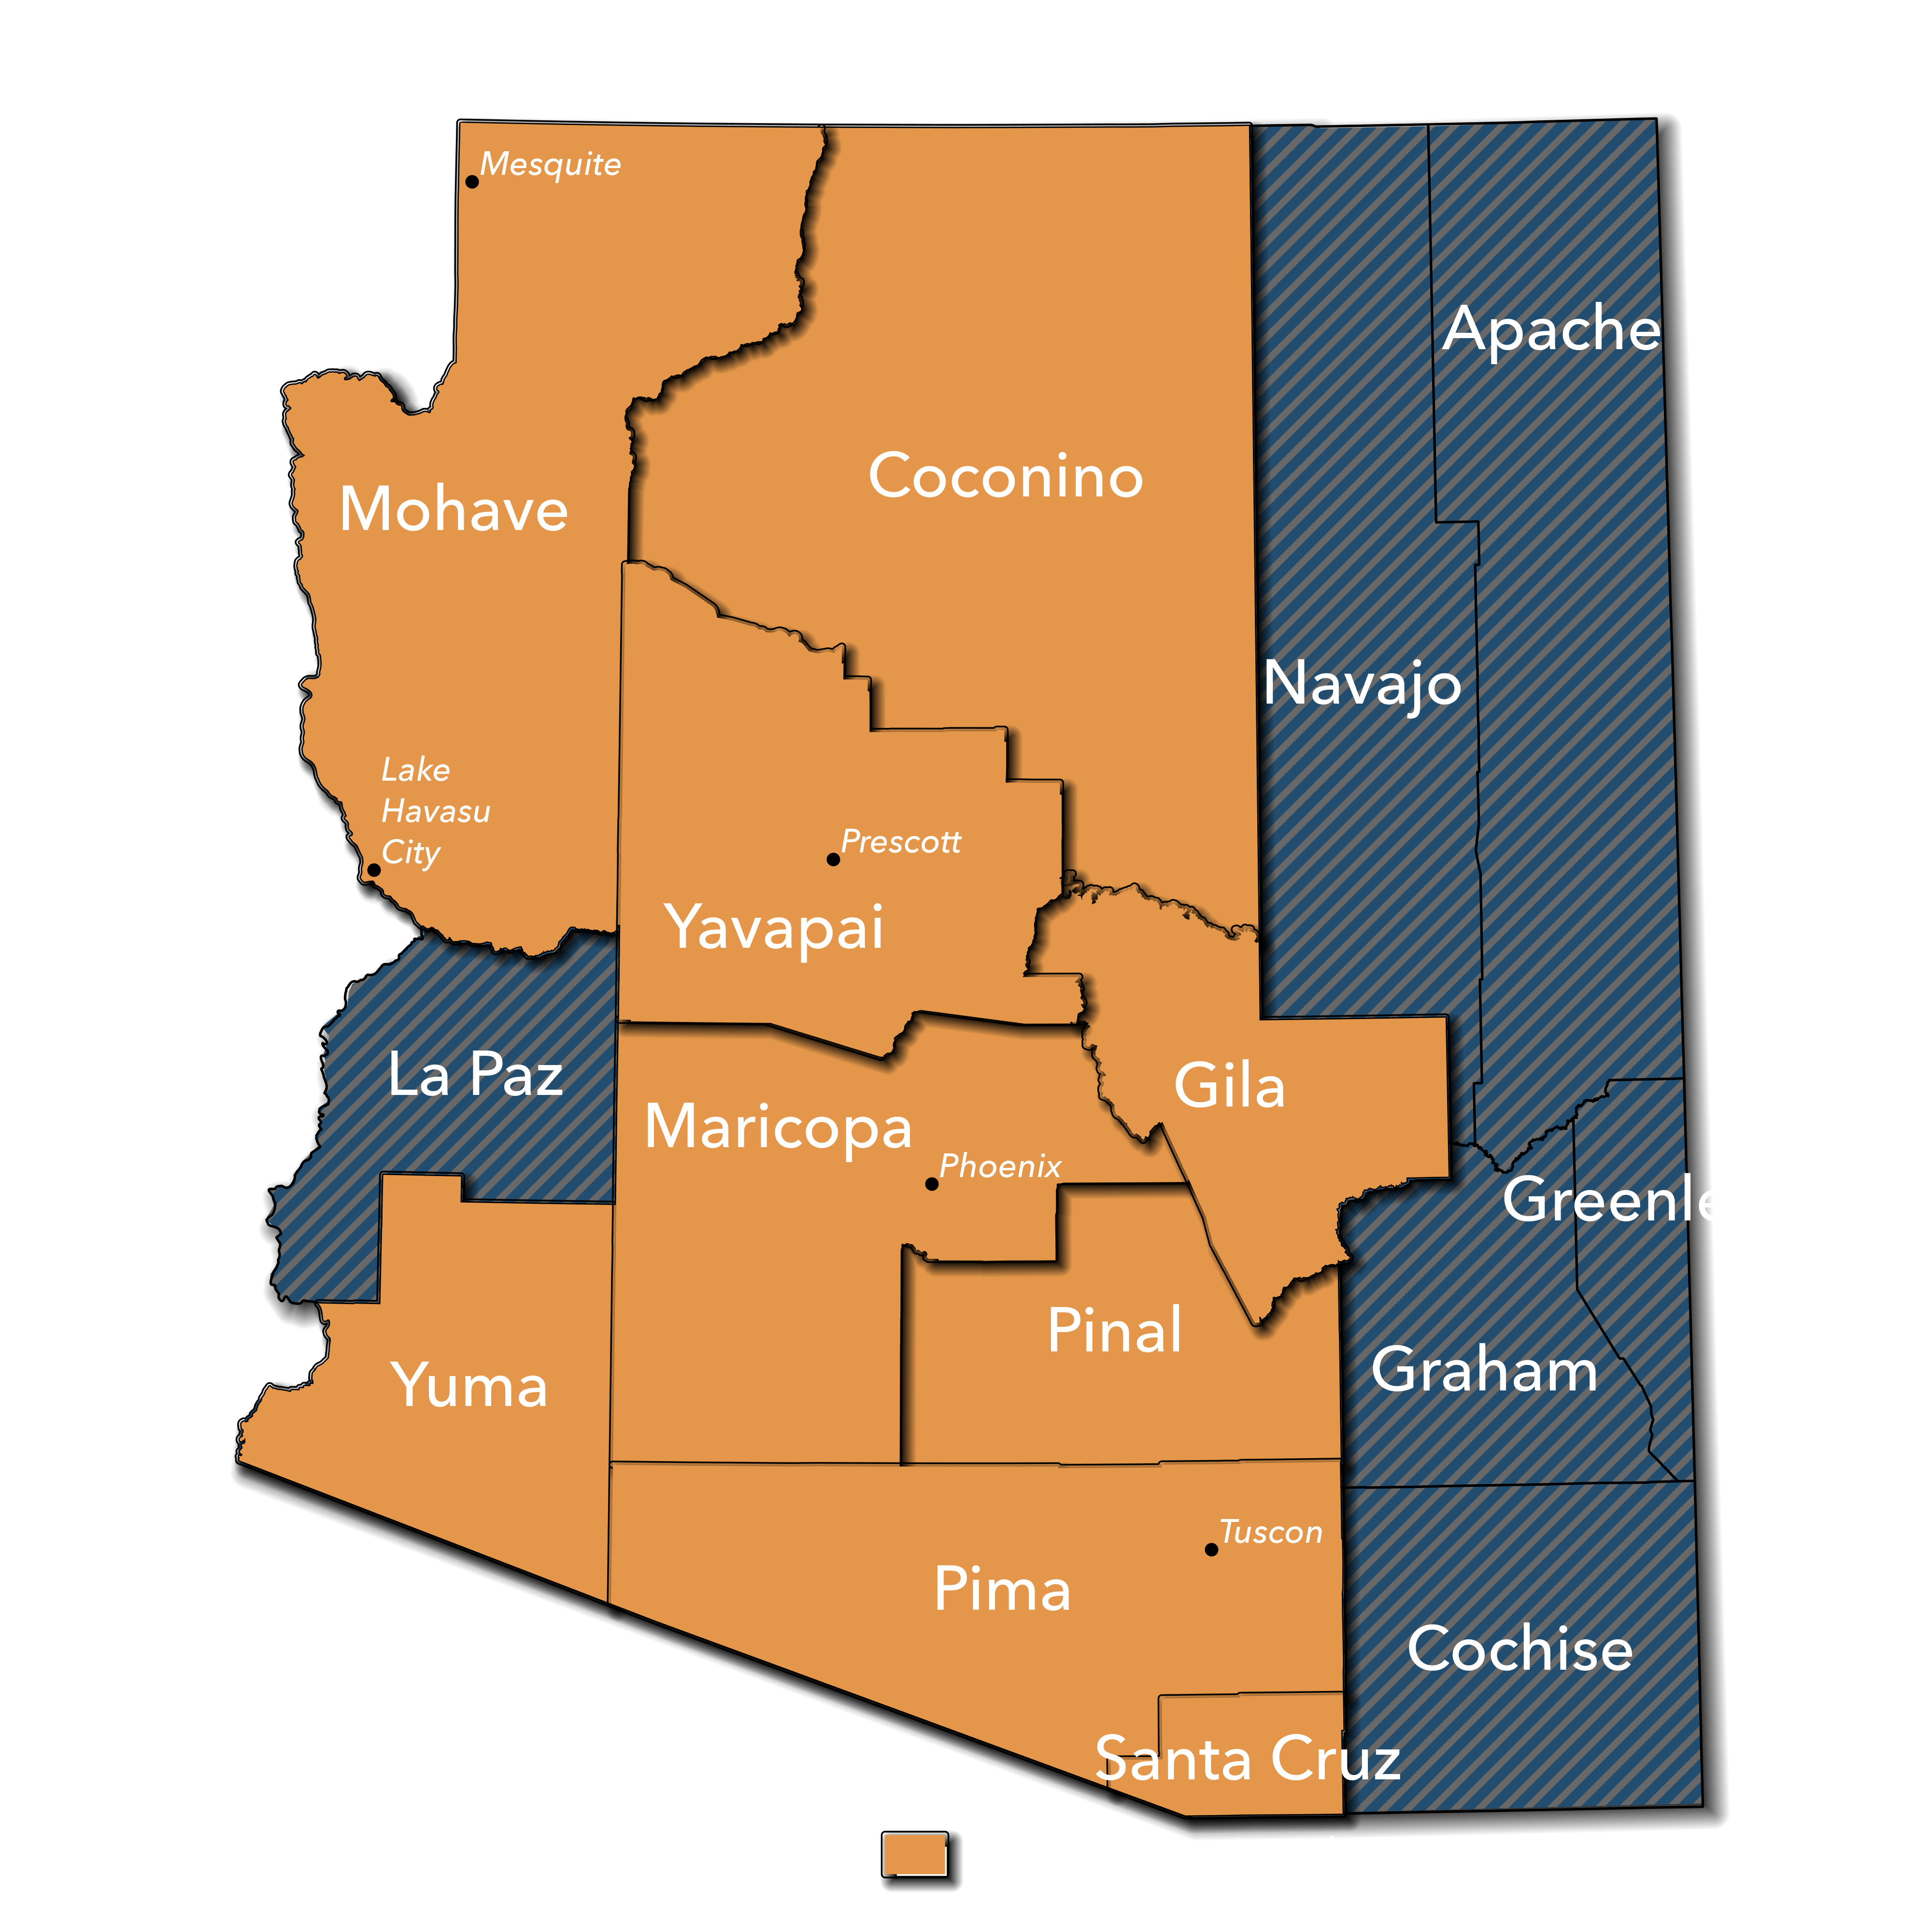 Mesquite
Apache
Coconino
Mohave
Navajo
Lake
Havasu
City
Prescott
Yavapai
La Paz
Gila
Maricopa
Phoenix
Greenle
Pinal
Graham
Yuma
Tuscon
Pima
Cochise
Santa Cruz